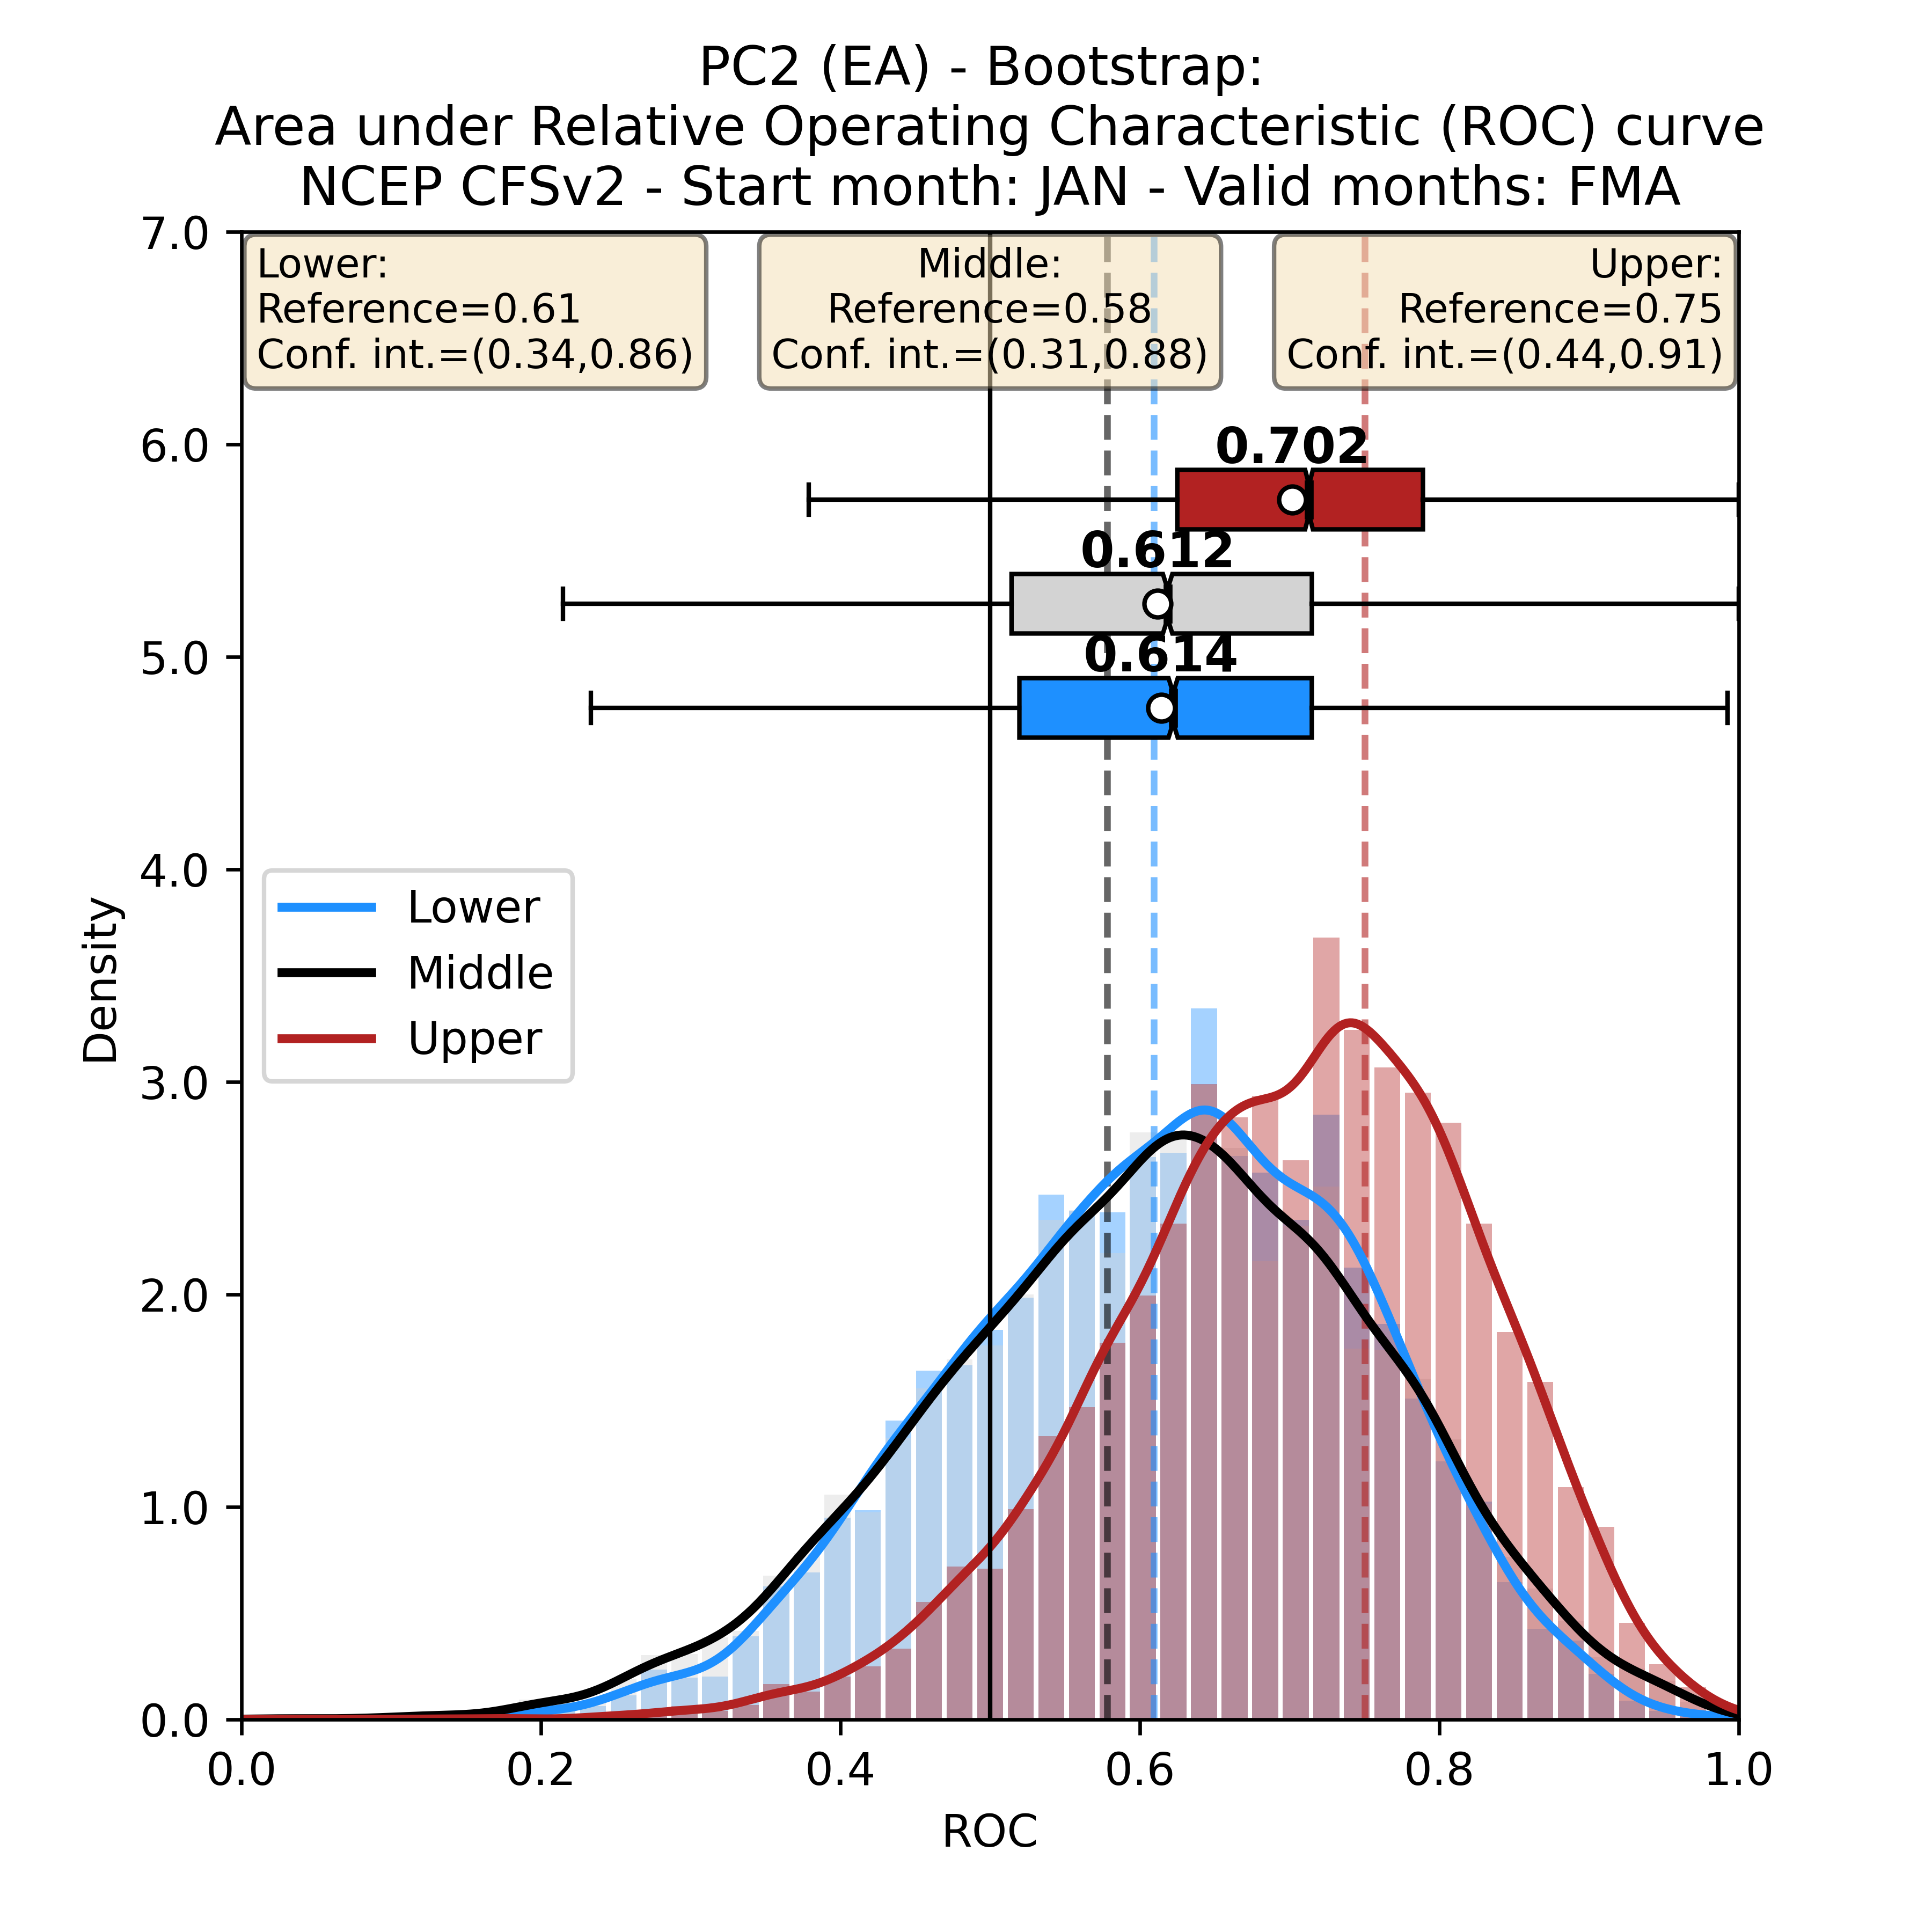 PC2 (EA) - Bootstrap:
Area under Relative Operating Characteristic (ROC) curve
NCEP CFSv2 - Start month: JAN - Valid months: FMA
7.0
Lower:
Reference=0.61
Conf. int.=(0.34,0.86)
Middle:
Reference=0.58
Conf. int.=(0.31,0.88)
Upper:
Reference=0.75
Conf. int.=(0.44,0.91)
6.0
0.702
0.612
5.0
0.614
4.0
Lower
Middle
Upper
Density
3.0
2.0
1.0
0.0
0.0 0.2 0.4 0.6 0.8 1.0
ROC